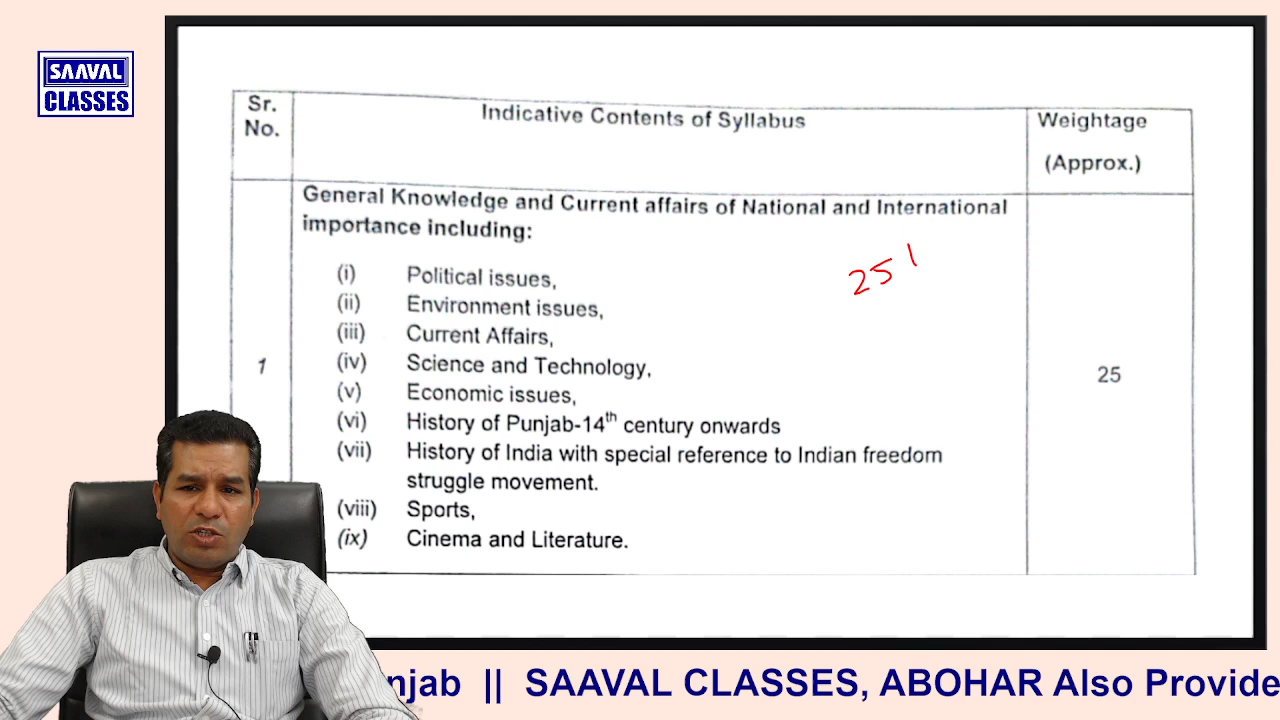 SAAVAL
CLASSES
Sr.
No.
Indicative Contents of Syllabus
Weightage
(Approx.)
1
General Knowledge and Current affairs of National and International
importance including:
(i) Political issues,
(ii) Environment issues,
(iii) Current Affairs,
(iv) Science and Technology,
(v) Economic issues,
(vi) History of Punjab-14th century onwards
(vii) History of India with special reference to Indian freedom
struggle movement.
(viii) Sports,
(ix) Cinema and Literature.
25
25
njab || SAAVAL CLASSES, ABOHAR Also Provide